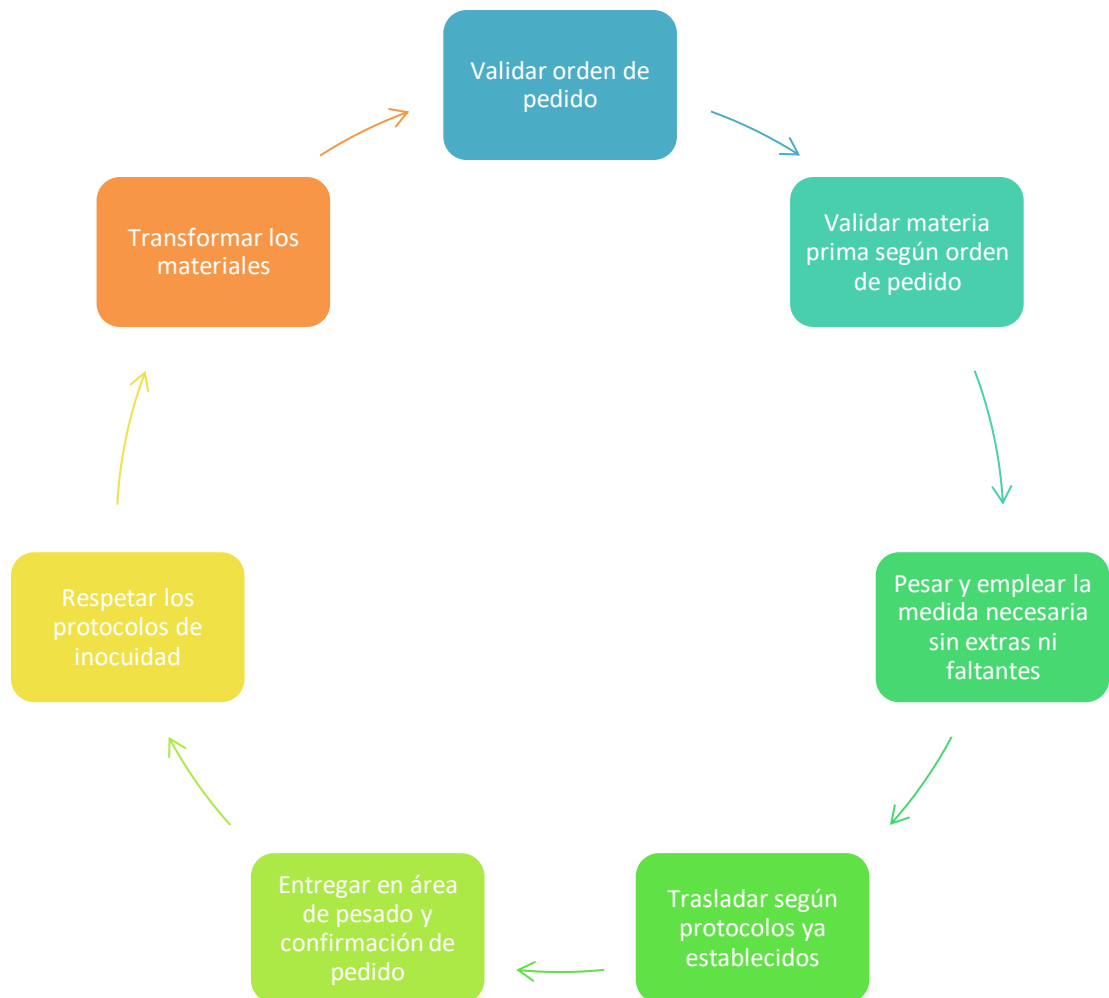 Validar orden de
pedido
Validar materia
prima según orden
de pedido
Pesar y emplear la
medida necesaria
sin extras ni
faltantes
Trasladar según
protocolos ya
establecidos
Entregar en área
de pesado y
confirmación de
pedido
Respetar los
protocolos de
inocuidad
Transformar los
materiales